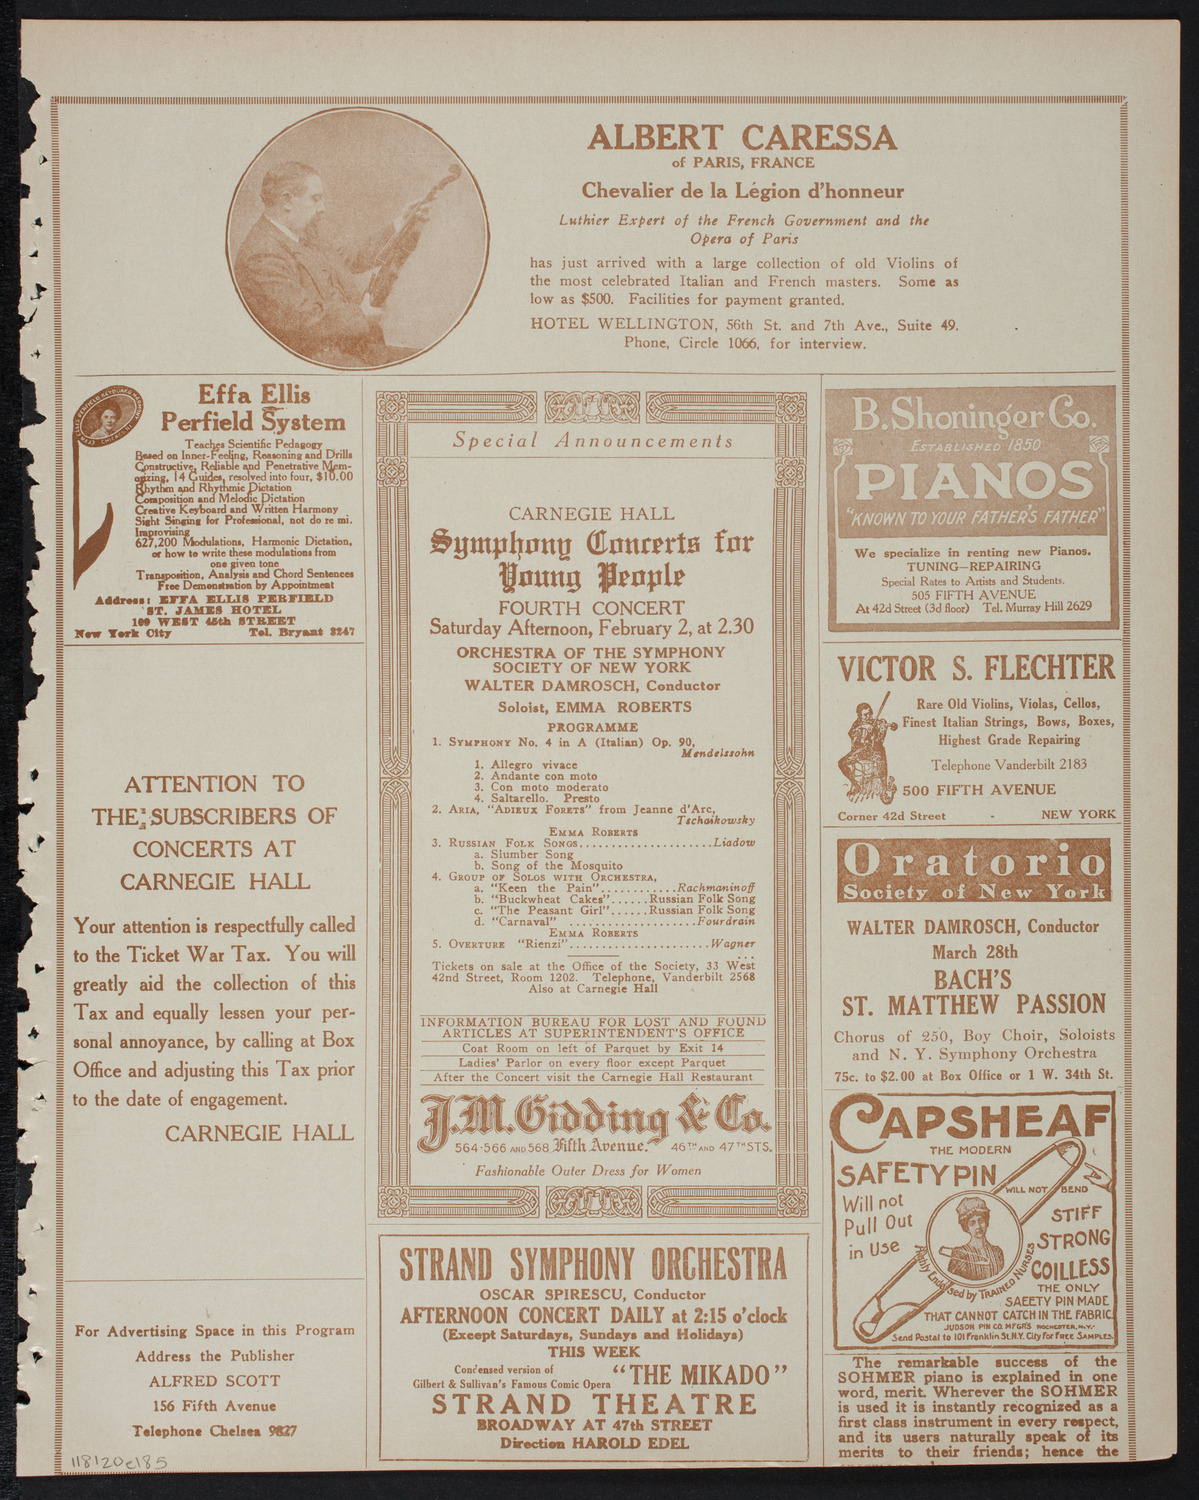 ALBERT CARESSA
of PARIS, FRANCE
Chevalier de la Légion d'honneur
Luthier Expert of the French Government and the
Opera of Paris
has just arrived with a large collection of old Violins of
the most celebrated Italian and French masters. Some as
low as $500. Facilities for payment granted.
HOTEL WELLINGTON, 56th St. and 7th Ave., Suite 49.
Phone, Circle 1066, for interview.
Effa Ellis
Perfield System
Teaches Scientific Pedagogy
Based on Inner-Feeling, Reasoning and Drills
Constructive, Reliable and Penetrative Mem-
orizing, 14 Guides, resolved into four, $10.00
Rhythm and Rhythmic Dictation
Composition and Melodic Dictation
Creative Keyboard and Written Harmony
Sight Singing for Professional, not do re mi.
Improvising
627,200 Modulations, Harmonic Dictation,
or how to write these modulations from
one given tone
Transposition, Analysis and Chord Sentences
Free Demonstration by Appointment
Address: EFFA ELLIS PERFIELD
ST. JAMES HOTEL
109 WEST 45th STREET
New York City Tel. Bryant 3247
ATTENTION TO
THE SUBSCRIBERS OF
CONCERTS AT
CARNEGIE HALL
Your attention is respectfully called
to the Ticket War Tax. You will
greatly aid the collection of this
Tax and equally lessen your per-
sonal annoyance, by calling at Box
Office and adjusting this Tax prior
to the date of engagement.
CARNEGIE HALL
For Advertising Space in this Program
Address the Publisher
ALFRED SCOTT
156 Fifth Avenue
Telephone Chelsea 9827
118120e185
Special Announcements
CARNEGIE HALL
Symphony Concerts for
Young People
FOURTH CONCERT
Saturday Afternoon, February 2, at 2.30
ORCHESTRA OF THE SYMPHONY
SOCIETY OF NEW YORK
WALTER DAMROSCH, Conductor
Soloist, EMMA ROBERTS
PROGRAMME
1. SYMPHONY No. 4 in A (Italian) Op. 90,
Mendelssohn
1. Allegro vivace
2. Andante con moto
3. Con moto moderato
4. Saltarello. Presto
2. ARIA, "ADIEUX FORETS" from Jeanne d'Arc,
Tschaikowsky
EMMA ROBERTS
3. RUSSIAN FOLK SONGS.....................Liadow
a. Slumber Song
b. Song of the Mosquito
4. GROUP OF SOLOS WITH ORCHESTRA,
a. "Keen the Pain"............Rachmaninoff
b. "Buckwheat Cakes"......Russian Folk Song
c. "The Peasant Girl"......Russian Folk Song
d. "Carnaval" ....................Fourdrain
EMMA ROBERTS
5. OVERTURE "Rienzi"......................Wagner
Tickets on sale at the Office of the Society, 33 West
42nd Street, Room 1202. Telephone, Vanderbilt 2568
Also at Carnegie Hall
INFORMATION BUREAU FOR LOST AND FOUND
ARTICLES AT SUPERINTENDENT'S OFFICE
Coat Room on left of Parquet by Exit 14
Ladies' Parlor on every floor except Parquet
After the Concert visit the Carnegie Hall Restaurant
J.M. Gidding & Co.
564-566 AND 568 Fifth Avenue. 46TH AND 47TH STS.
Fashionable Outer Dress for Women
STRAND SYMPHONY ORCHESTRA
OSCAR SPIRESCU, Conductor
AFTERNOON CONCERT DAILY at 2:15 o'clock
(Except Saturdays, Sundays and Holidays)
THIS WEEK
Condensed version of
Gilbert & Sullivan's Famous Comic Opera "THE MIKADO"
STRAND THEATRE
BROADWAY AT 47th STREET
Direction HAROLD EDEL
B. Shoninger Co.
ESTABLISHED 1850
PIANOS
"KNOWN TO YOUR FATHER'S FATHER"
We specialize in renting new Pianos.
TUNING—REPAIRING
Special Rates to Artists and Students.
505 FIFTH AVENUE
At 42d Street (3d floor) Tel. Murray Hill 2629
VICTOR S. FLECHTER
Rare Old Violins, Violas, Cellos,
Finest Italian Strings, Bows, Boxes,
Highest Grade Repairing
Telephone Vanderbilt 2183
500 FIFTH AVENUE
Corner 42d Street - NEW YORK
Oratorio
Society of New York
WALTER DAMROSCH, Conductor
March 28th
BACH'S
ST. MATTHEW PASSION
Chorus of 250, Boy Choir, Soloists
and N. Y. Symphony Orchestra
75c. to $2.00 at Box Office or 1 W. 34th St.
CAPSHEAF
THE MODERN
SAFETY PIN
WILL NOT BEND
Will not
Pull Out
in Use
STIFF
STRONG
COILLESS
Highly Endorsed by TRAINED NURSES
THE ONLY
SAFETY PIN MADE
THAT CANNOT CATCH IN THE FABRIC.
JUDSON PIN CO. MFGRS ROCHESTER, N.Y.
Send Postal to 101 Franklin St. N.Y. City for FREE SAMPLES.
The remarkable success of the
SOHMER piano is explained in one
word, merit. Wherever the SOHMER
is used it is instantly recognized as a
first class instrument in every respect,
and its users naturally speak of its
merits to their friends; hence the